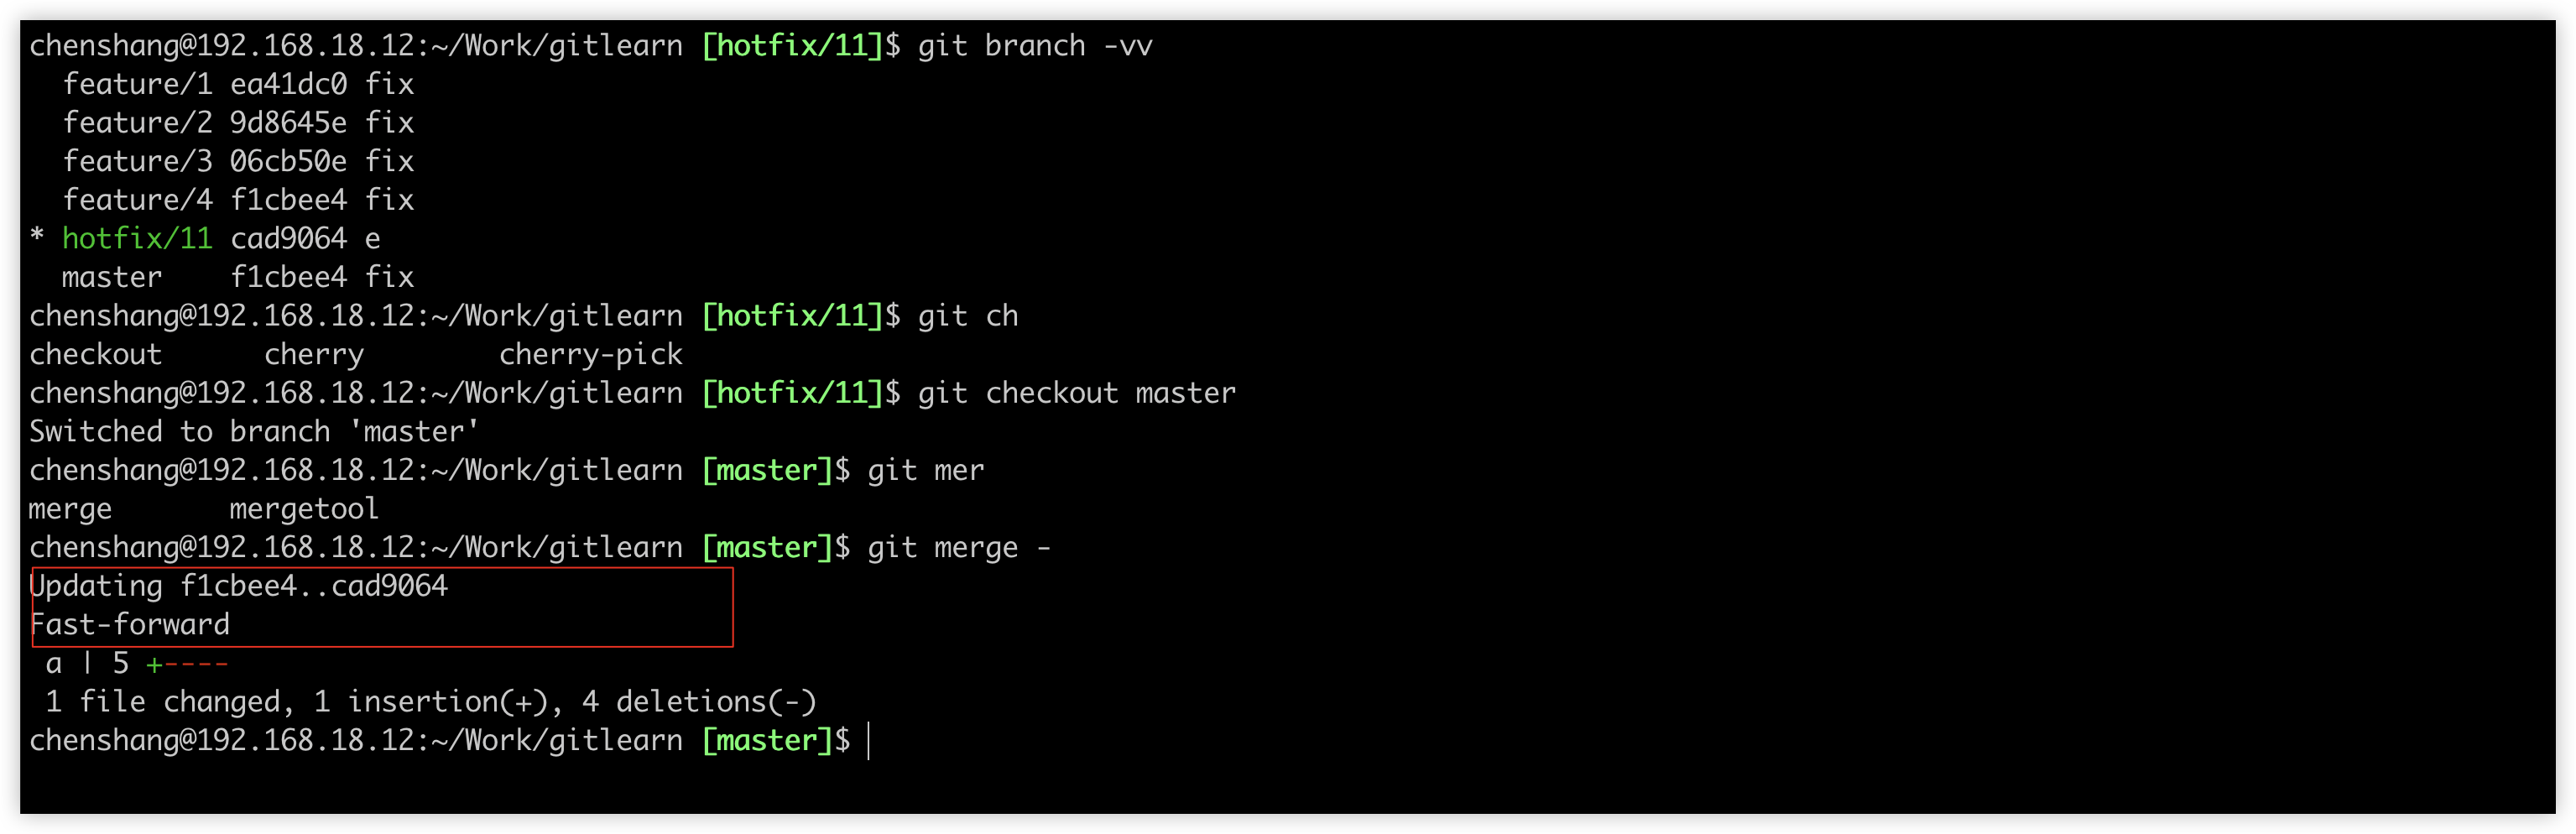 chenshang@192.168.18.12:~/Work/gitlearn [hotfix/11]$ git branch -vv
  feature/1 ea41dc0 fix
  feature/2 9d8645e fix
  feature/3 06cb50e fix
  feature/4 f1cbee4 fix
* hotfix/11 cad9064 e
  master    f1cbee4 fix
chenshang@192.168.18.12:~/Work/gitlearn [hotfix/11]$ git ch
checkout      cherry        cherry-pick
chenshang@192.168.18.12:~/Work/gitlearn [hotfix/11]$ git checkout master
Switched to branch 'master'
chenshang@192.168.18.12:~/Work/gitlearn [master]$ git mer
merge       mergetool
chenshang@192.168.18.12:~/Work/gitlearn [master]$ git merge -
Updating f1cbee4..cad9064
Fast-forward
 a | 5 +----
 1 file changed, 1 insertion(+), 4 deletions(-)
chenshang@192.168.18.12:~/Work/gitlearn [master]$